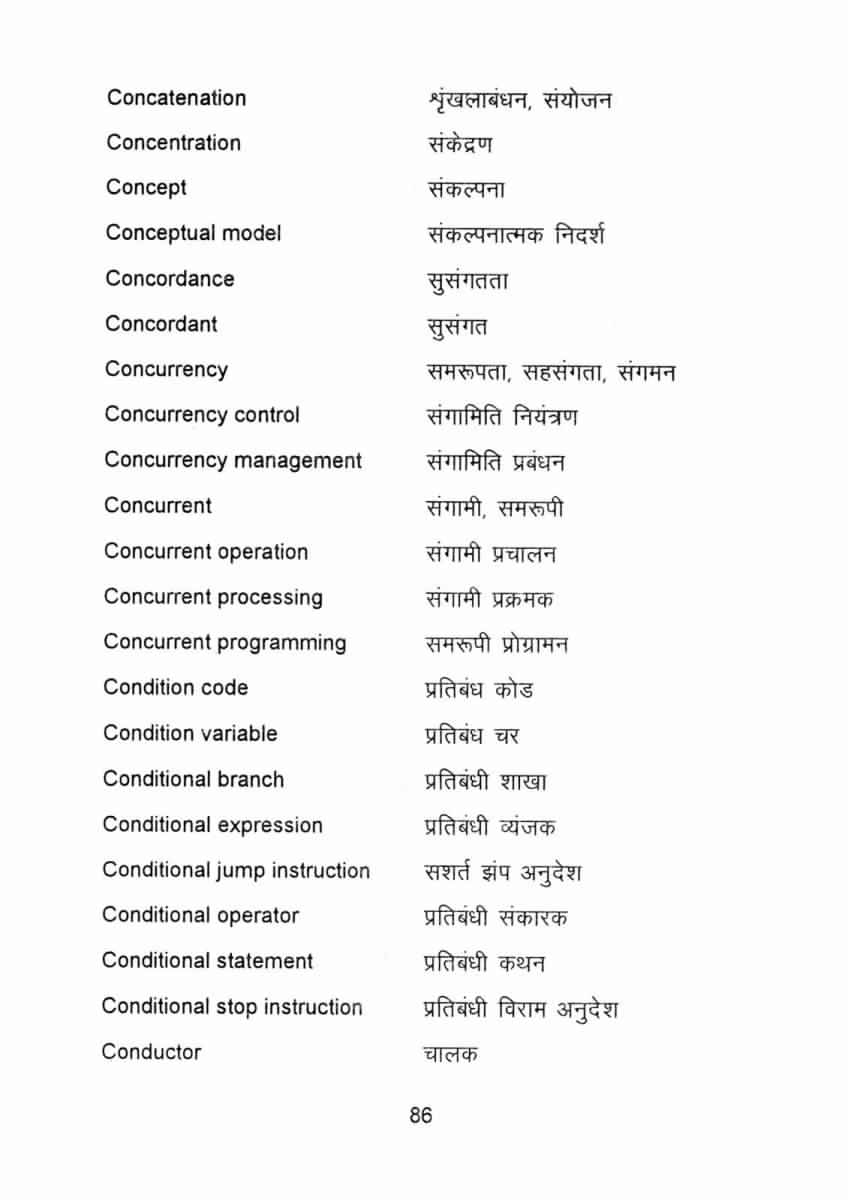 Concatenation शृंखलाबंधन, संयोजन
Concentration संकेद्रण
Concept संकल्पना
Conceptual model संकल्पनात्मक निदर्श
Concordance सुसंगतता
Concordant सुसंगत
Concurrency समरूपता, सहसंगता, संगमन
Concurrency control संगामिति नियंत्रण
Concurrency management संगामिति प्रबंधन
Concurrent संगामी, समरूपी
Concurrent operation संगामी प्रचालन
Concurrent processing संगामी प्रक्रमक
Concurrent programming समरूपी प्रोग्रामन
Condition code प्रतिबंध कोड
Condition variable प्रतिबंध चर
Conditional branch प्रतिबंधी शाखा
Conditional expression प्रतिबंधी व्यंजक
Conditional jump instruction सशर्त झंप अनुदेश
Conditional operator प्रतिबंधी संकारक
Conditional statement प्रतिबंधी कथन
Conditional stop instruction प्रतिबंधी विराम अनुदेश
Conductor चालक
86